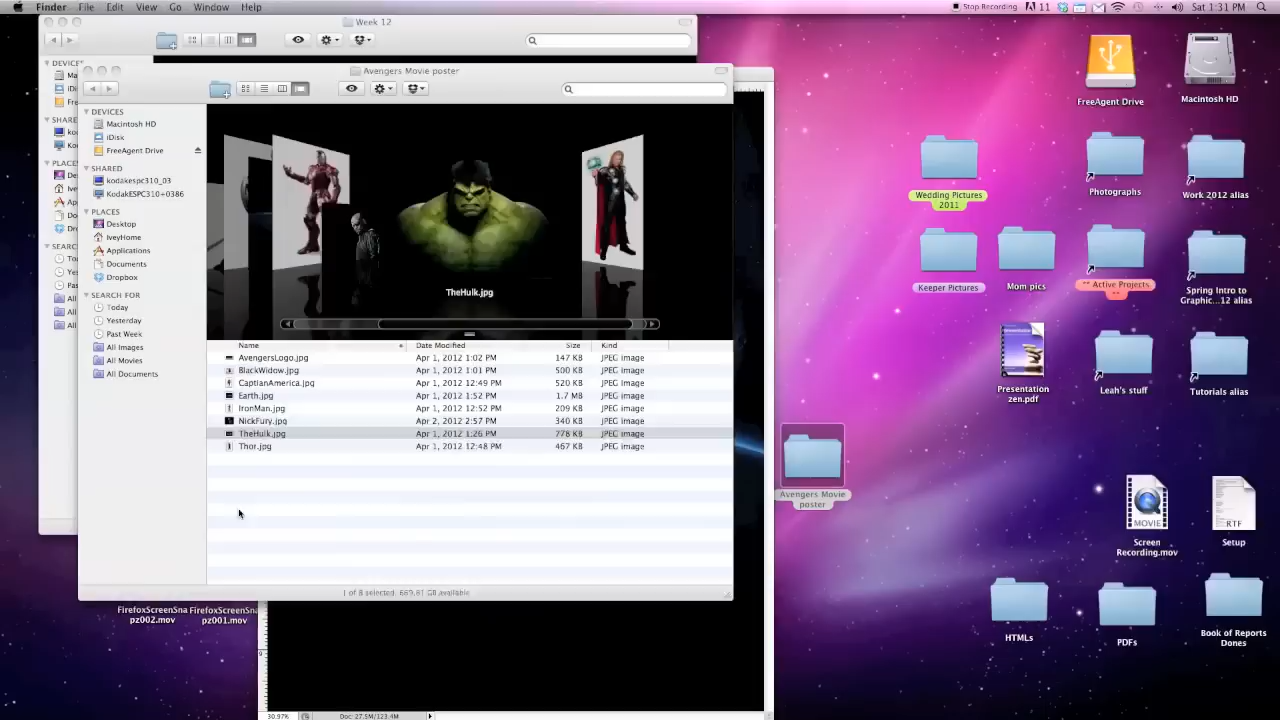 Finder File Edit View Go Window Help
Stop Recording
11
Sat 1:31 PM
Week 12
DEVICES
SHARED
PLACES
Avengers Movie poster
DEVICES
Macintosh HD
iDisk
FreeAgent Drive
SHARED
kodakespc310_03
KodakESPC310+0386
PLACES
Desktop
IveyHome
Applications
Documents
Dropbox
SEARCH FOR
Today
Yesterday
Past Week
All Images
All Movies
All Documents
TheHulk.jpg
Name Date Modified Size Kind
AvengersLogo.jpg Apr 1, 2012 1:02 PM 147 KB JPEG image
BlackWidow.jpg Apr 1, 2012 1:01 PM 500 KB JPEG image
CaptianAmerica.jpg Apr 1, 2012 12:49 PM 520 KB JPEG image
Earth.jpg Apr 1, 2012 1:52 PM 1.7 MB JPEG image
IronMan.jpg Apr 1, 2012 12:52 PM 209 KB JPEG image
NickFury.jpg Apr 2, 2012 2:57 PM 340 KB JPEG image
TheHulk.jpg Apr 1, 2012 1:26 PM 778 KB JPEG image
Thor.jpg Apr 1, 2012 12:48 PM 467 KB JPEG image
1 of 8 selected, 669.81 GB available
FirefoxScreenSna
pz002.mov
FirefoxScreenSna
pz001.mov
30.97% Doc: 27.5M/123.4M
FreeAgent Drive
Macintosh HD
Wedding Pictures
2011
Photographs
Work 2012 alias
Keeper Pictures
Mom pics
** Active Projects
**
Spring Intro to
Graphic...12 alias
Presentation
zen.pdf
Leah's stuff
Tutorials alias
Avengers Movie
poster
MOVIE
Screen
Recording.mov
RTF
Setup
HTMLs
PDFs
Book of Reports
Dones